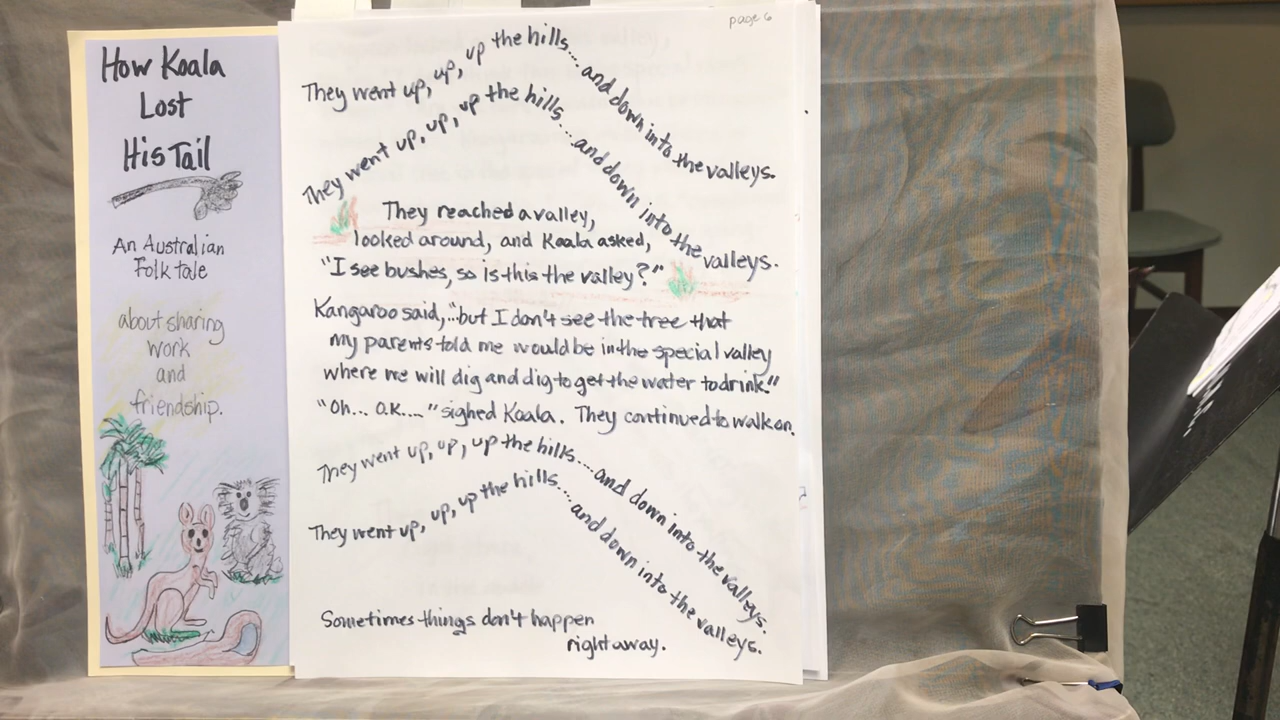 How Koala
Lost
His Tail
An Australian
Folk tale
about sharing
work
and
friendship.
page 6
They went up, up, up the hills.... and down into the valleys.
They went up, up, up the hills.... and down into the valleys.
They reached a valley,
looked around, and Koala asked,
"I see bushes, so is this the valley?"
Kangaroo said, "..but I don't see the tree that
my parents told me would be in the special valley
where we will dig and dig to get the water to drink."
"Oh... O.K...." sighed Koala. They continued to walk on.
They went up, up, up the hills.... and down into the valleys.
They went up, up, up the hills.... and down into the valleys.
Sometimes things don't happen
right away.